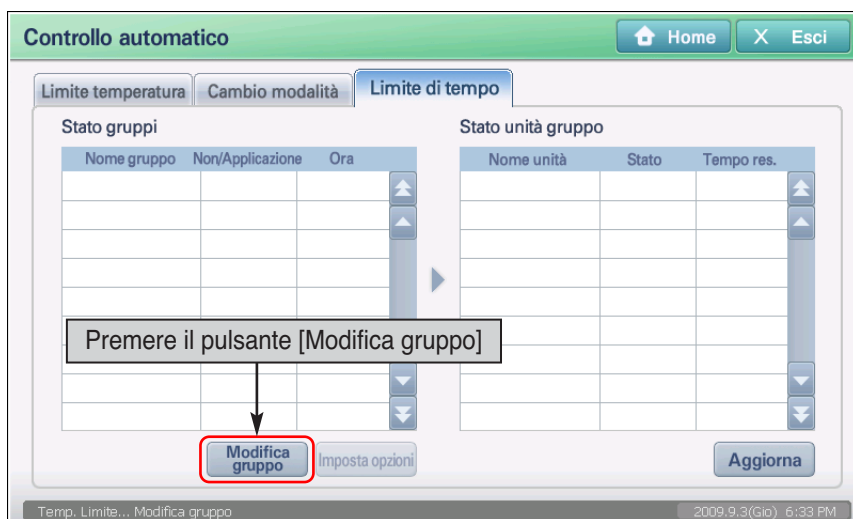 Controllo automatico
Home
X Esci
Limite temperatura
Cambio modalità
Limite di tempo
Stato gruppi
Stato unità gruppo
Nome gruppo Non/Applicazione Ora
Nome unità Stato Tempo res.
Premere il pulsante [Modifica gruppo]
Modifica
gruppo
Imposta opzioni
Aggiorna
Temp. Limite... Modifica gruppo
2009.9.3(Gio) 6:33 PM